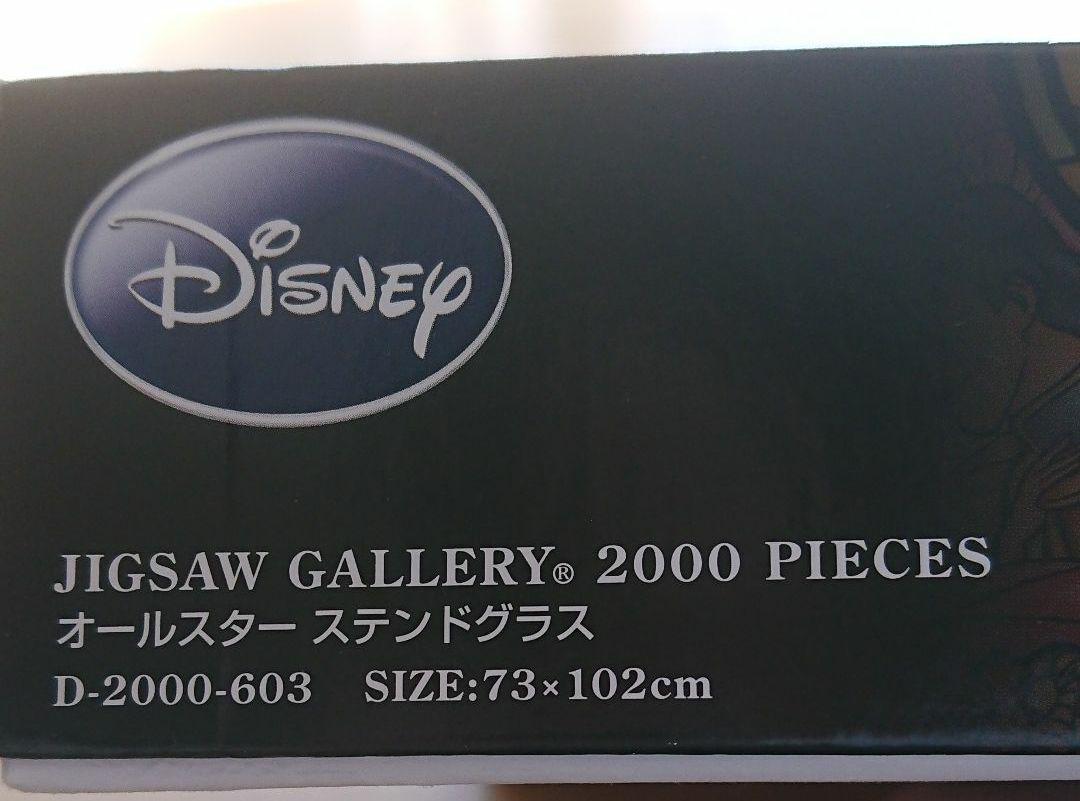 Disney
JIGSAW GALLERY® 2000 PIECES
オールスター ステンドグラス
D-2000-603 SIZE:73×102cm